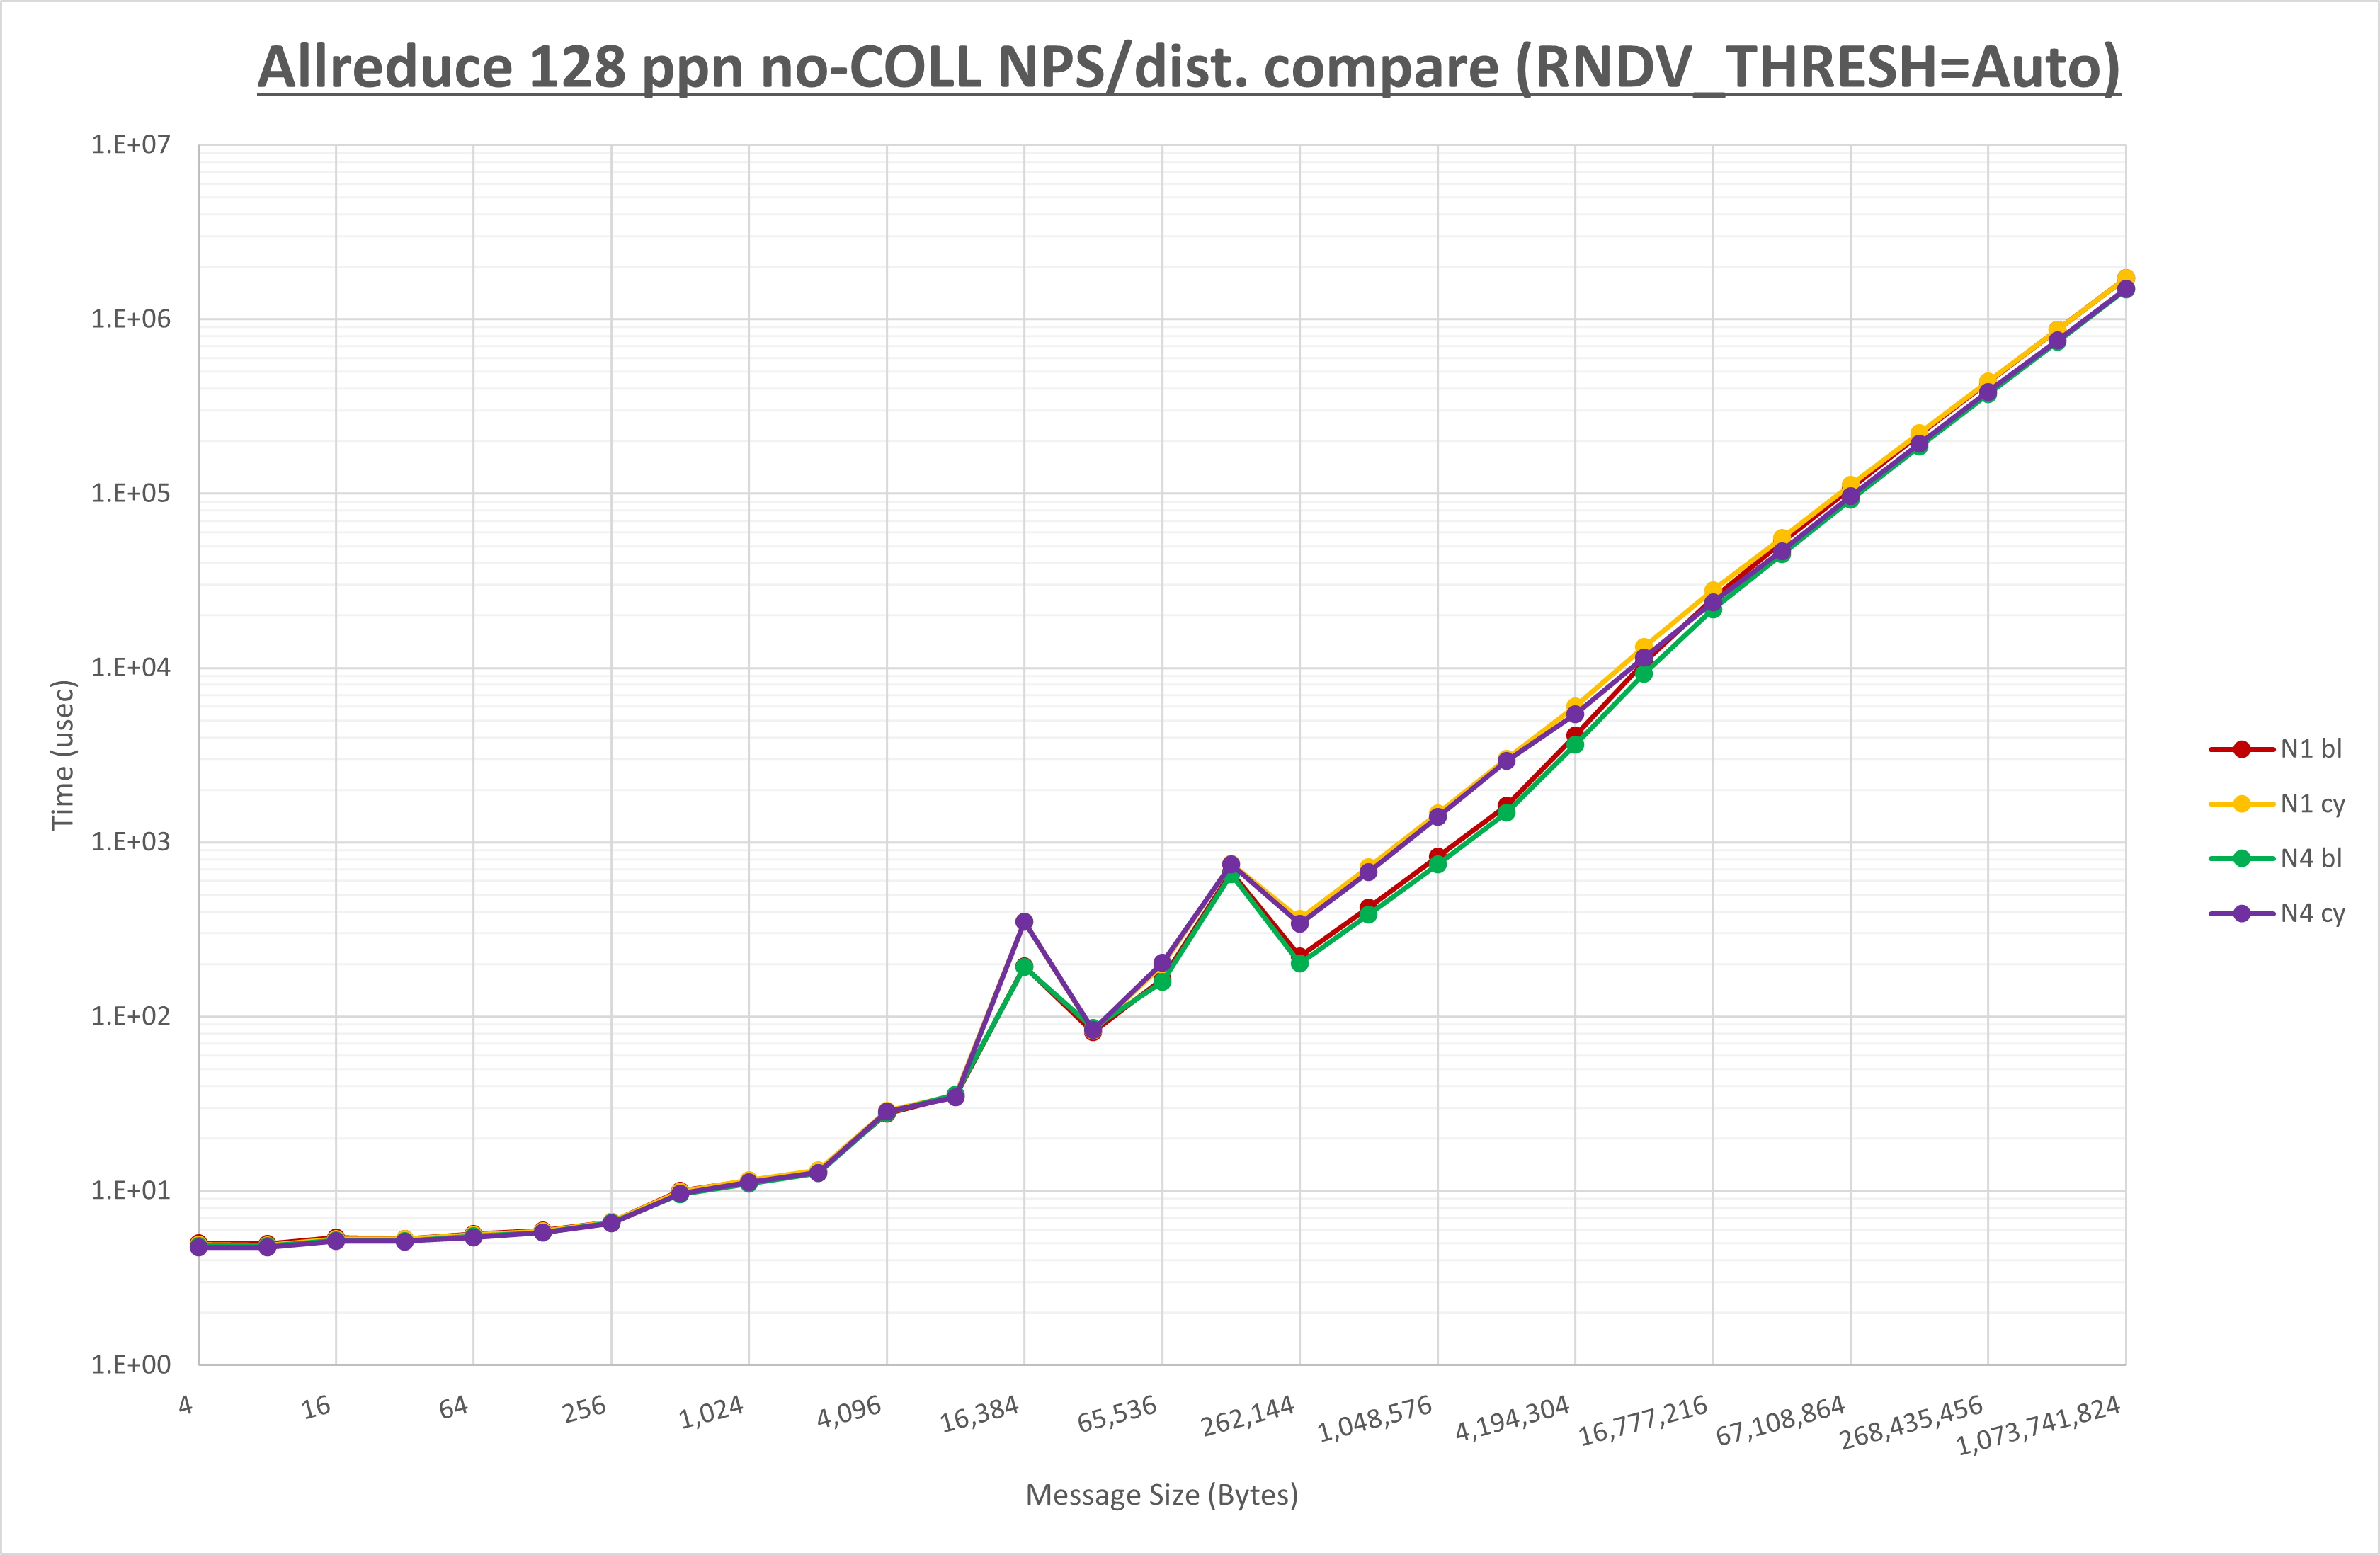 Allreduce 128 ppn no-COLL NPS/dist. compare (RNDV_THRESH=Auto)
1.E+07
1.E+06
1.E+05
1.E+04
1.E+03
1.E+02
1.E+01
1.E+00
Time (usec)
4
16
64
256
1,024
4,096
16,384
65,536
262,144
1,048,576
4,194,304
16,777,216
67,108,864
268,435,456
1,073,741,824
Message Size (Bytes)
N1 bl
N1 cy
N4 bl
N4 cy